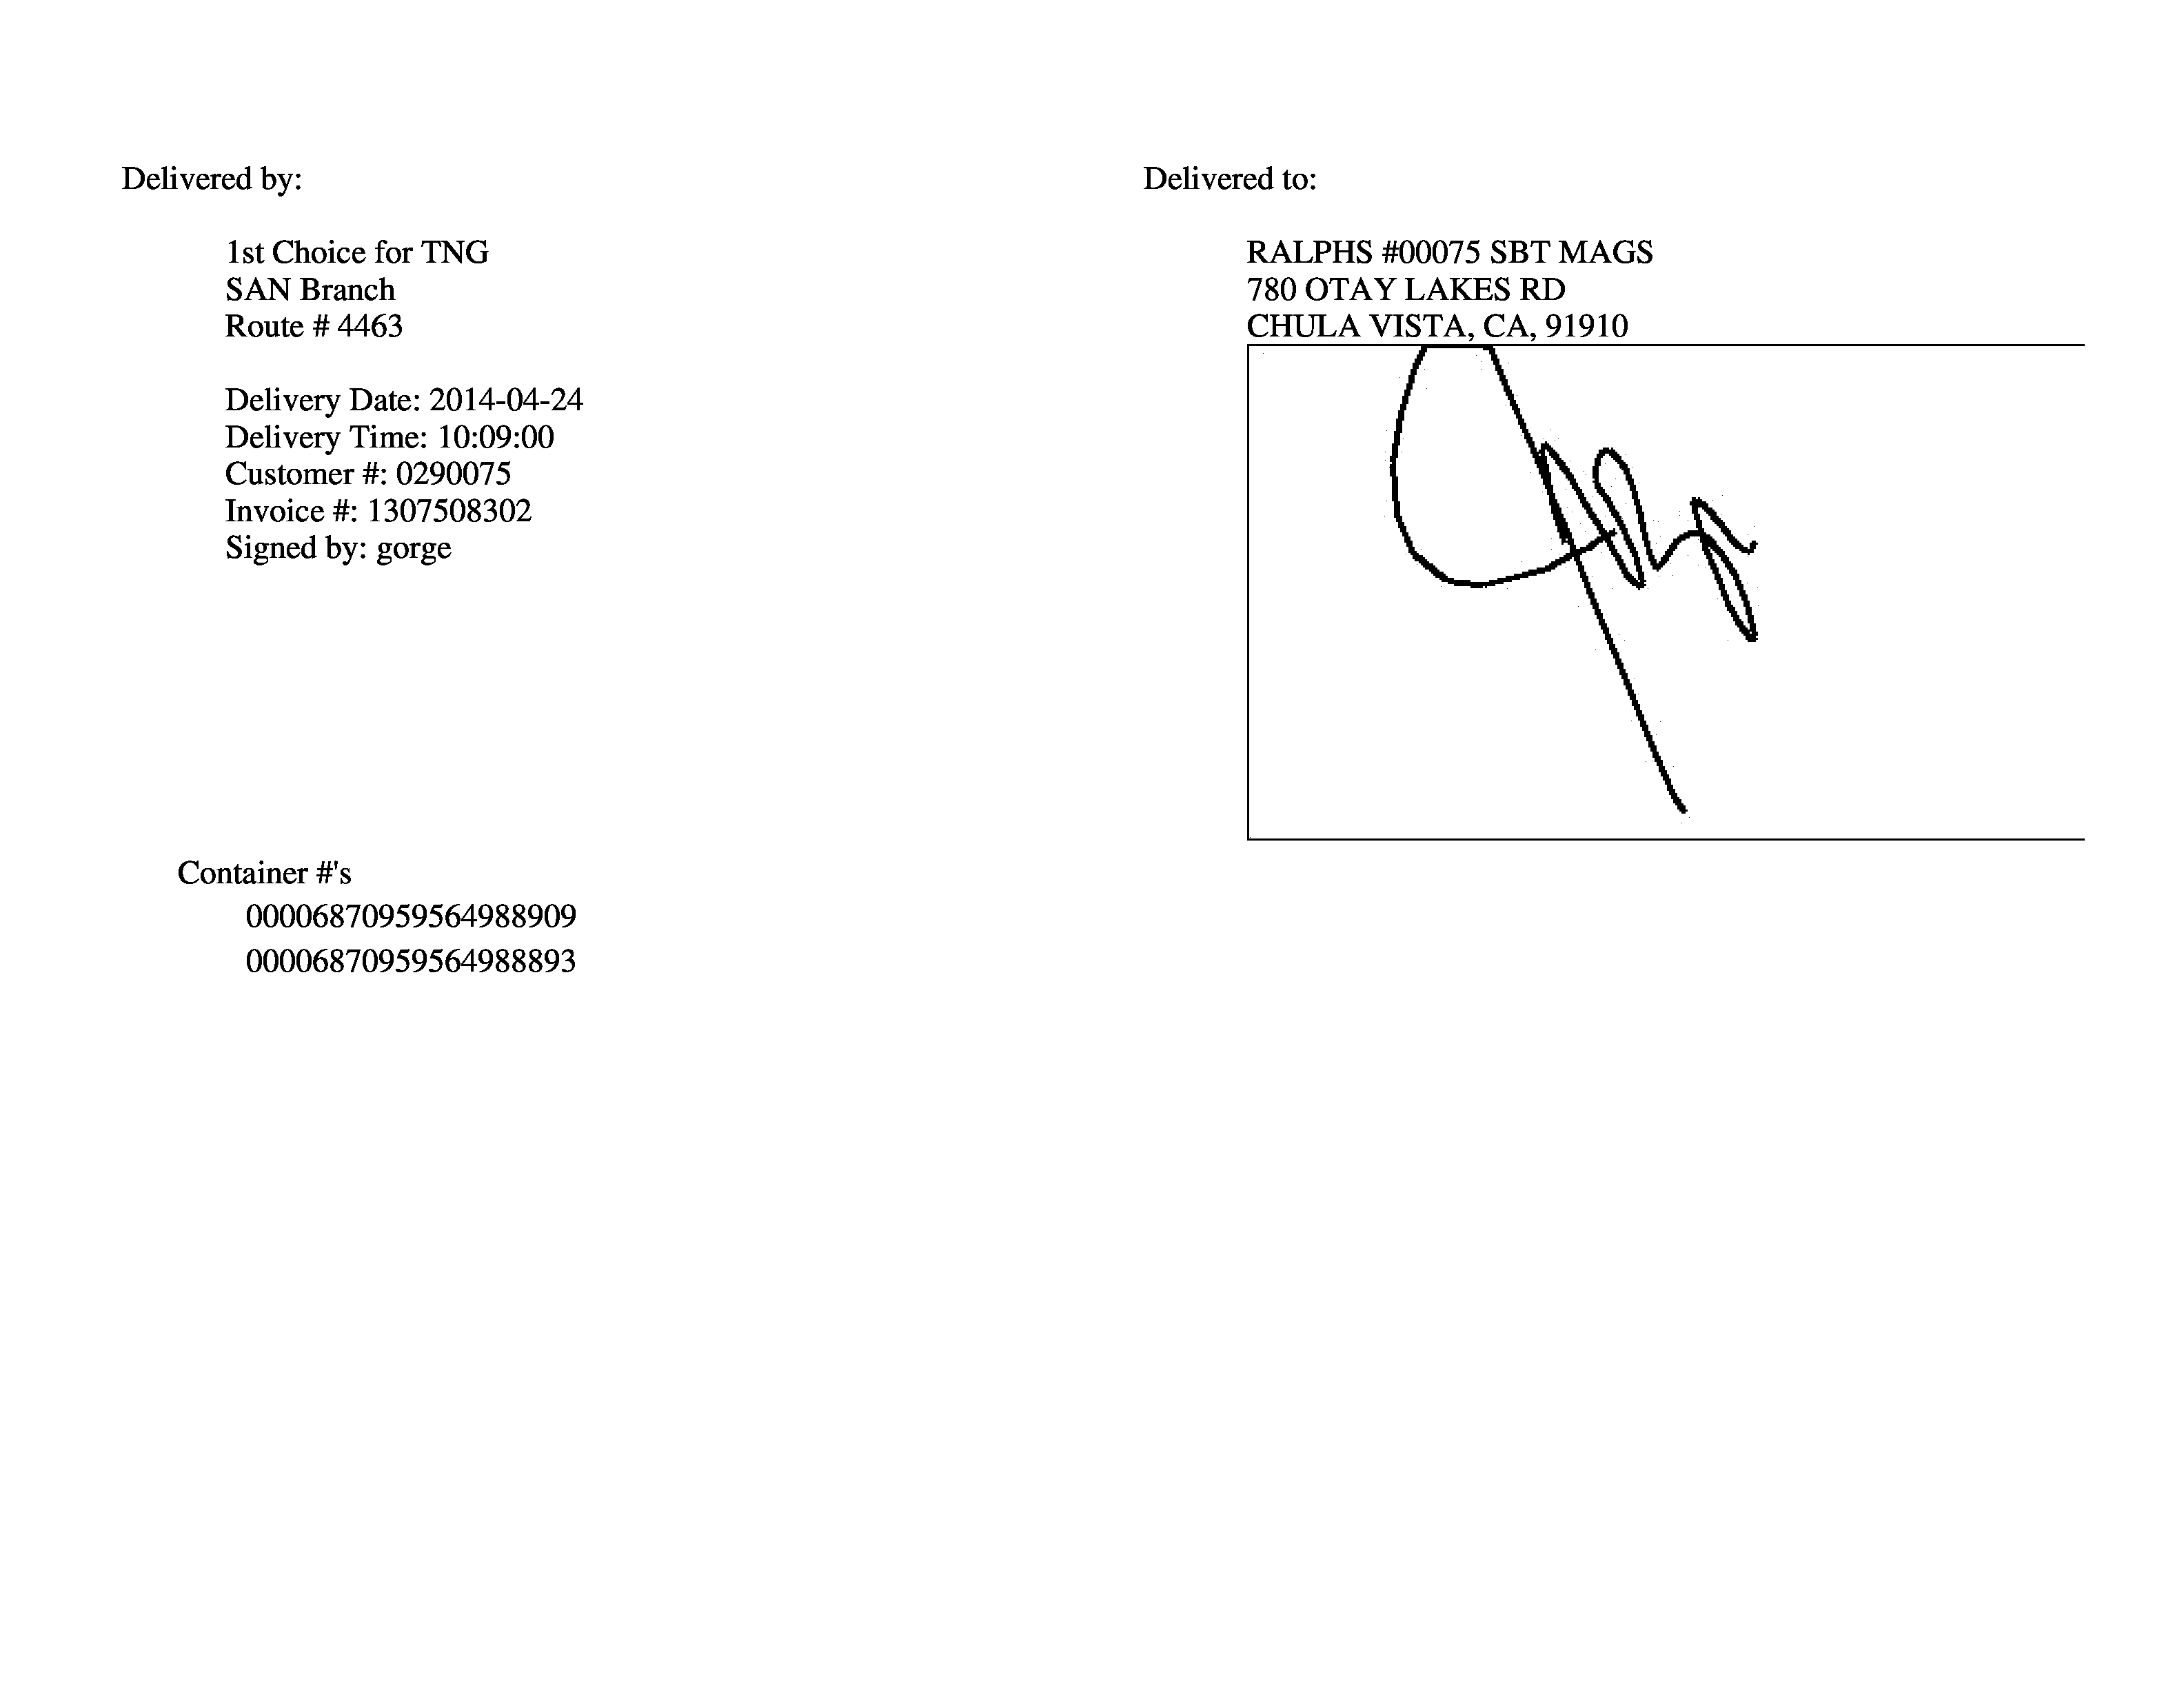 Delivered by:
1st Choice for TNG
SAN Branch
Route # 4463
Delivery Date: 2014-04-24
Delivery Time: 10:09:00
Customer #: 0290075
Invoice #: 1307508302
Signed by: gorge
Delivered to:
RALPHS #00075 SBT MAGS
780 OTAY LAKES RD
CHULA VISTA, CA, 91910
Container #'s
00006870959564988909
00006870959564988893